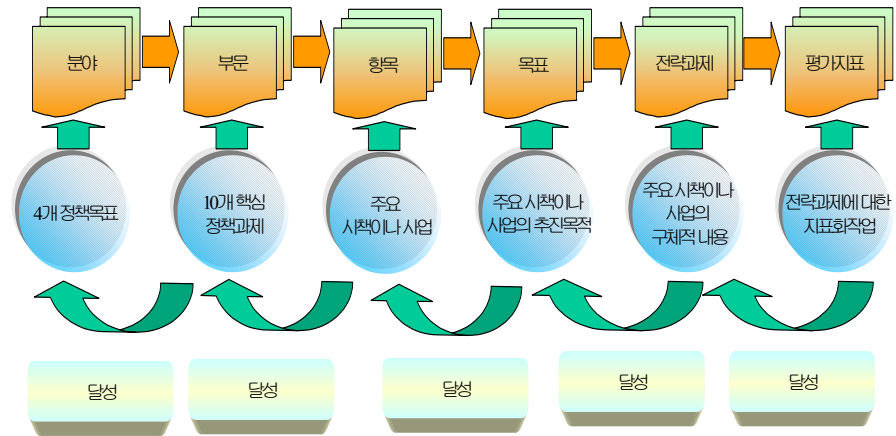 분야
부문
항목
목표
전략과제
평가지표
4개 정책목표
10개 핵심
정책과제
주요
시책이나 사업
주요 시책이나
사업의 추진목적
주요 시책이나
사업의
구체적 내용
전략과제에 대한
지표화작업
달성
달성
달성
달성
달성